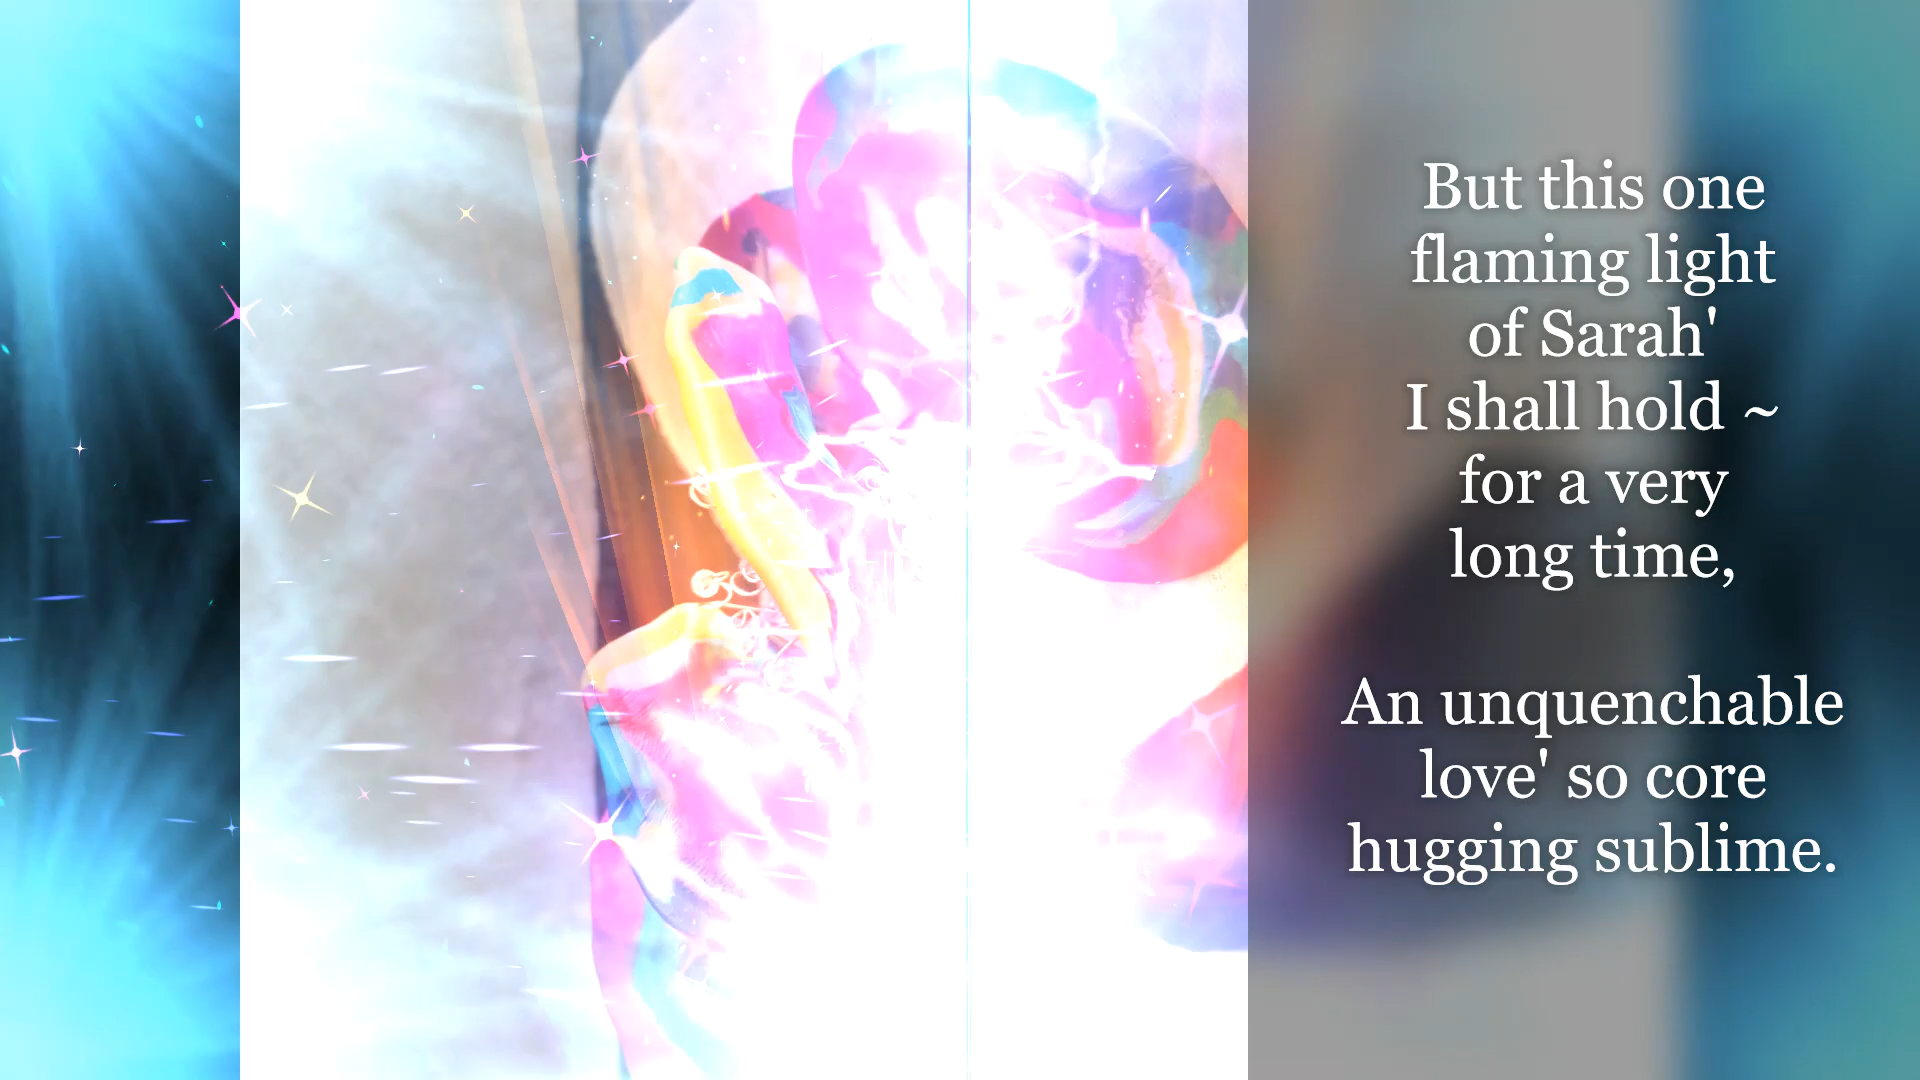 But this one
flaming light
of Sarah'
I shall hold ~
for a very
long time,
An unquenchable
love' so core
hugging sublime.